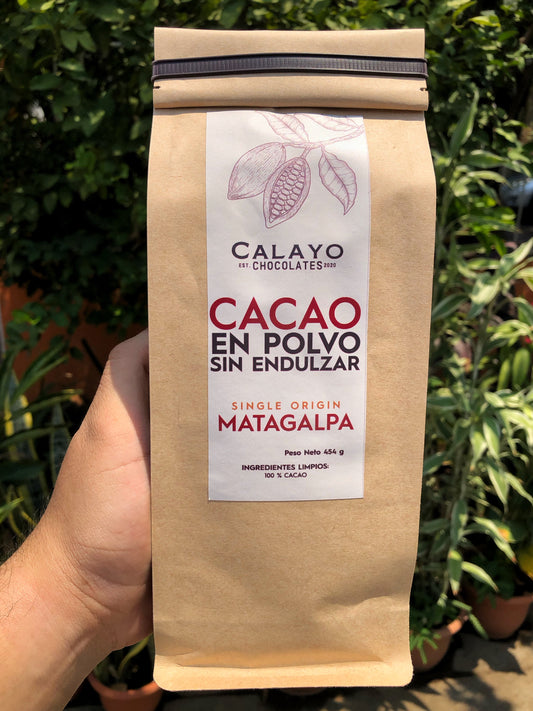 CALAYO
EST. CHOCOLATES 2020
CACAO
EN POLVO
SIN ENDULZAR
SINGLE ORIGIN
MATAGALPA
Peso Neto 454 g
INGREDIENTES LIMPIOS:
100 % CACAO